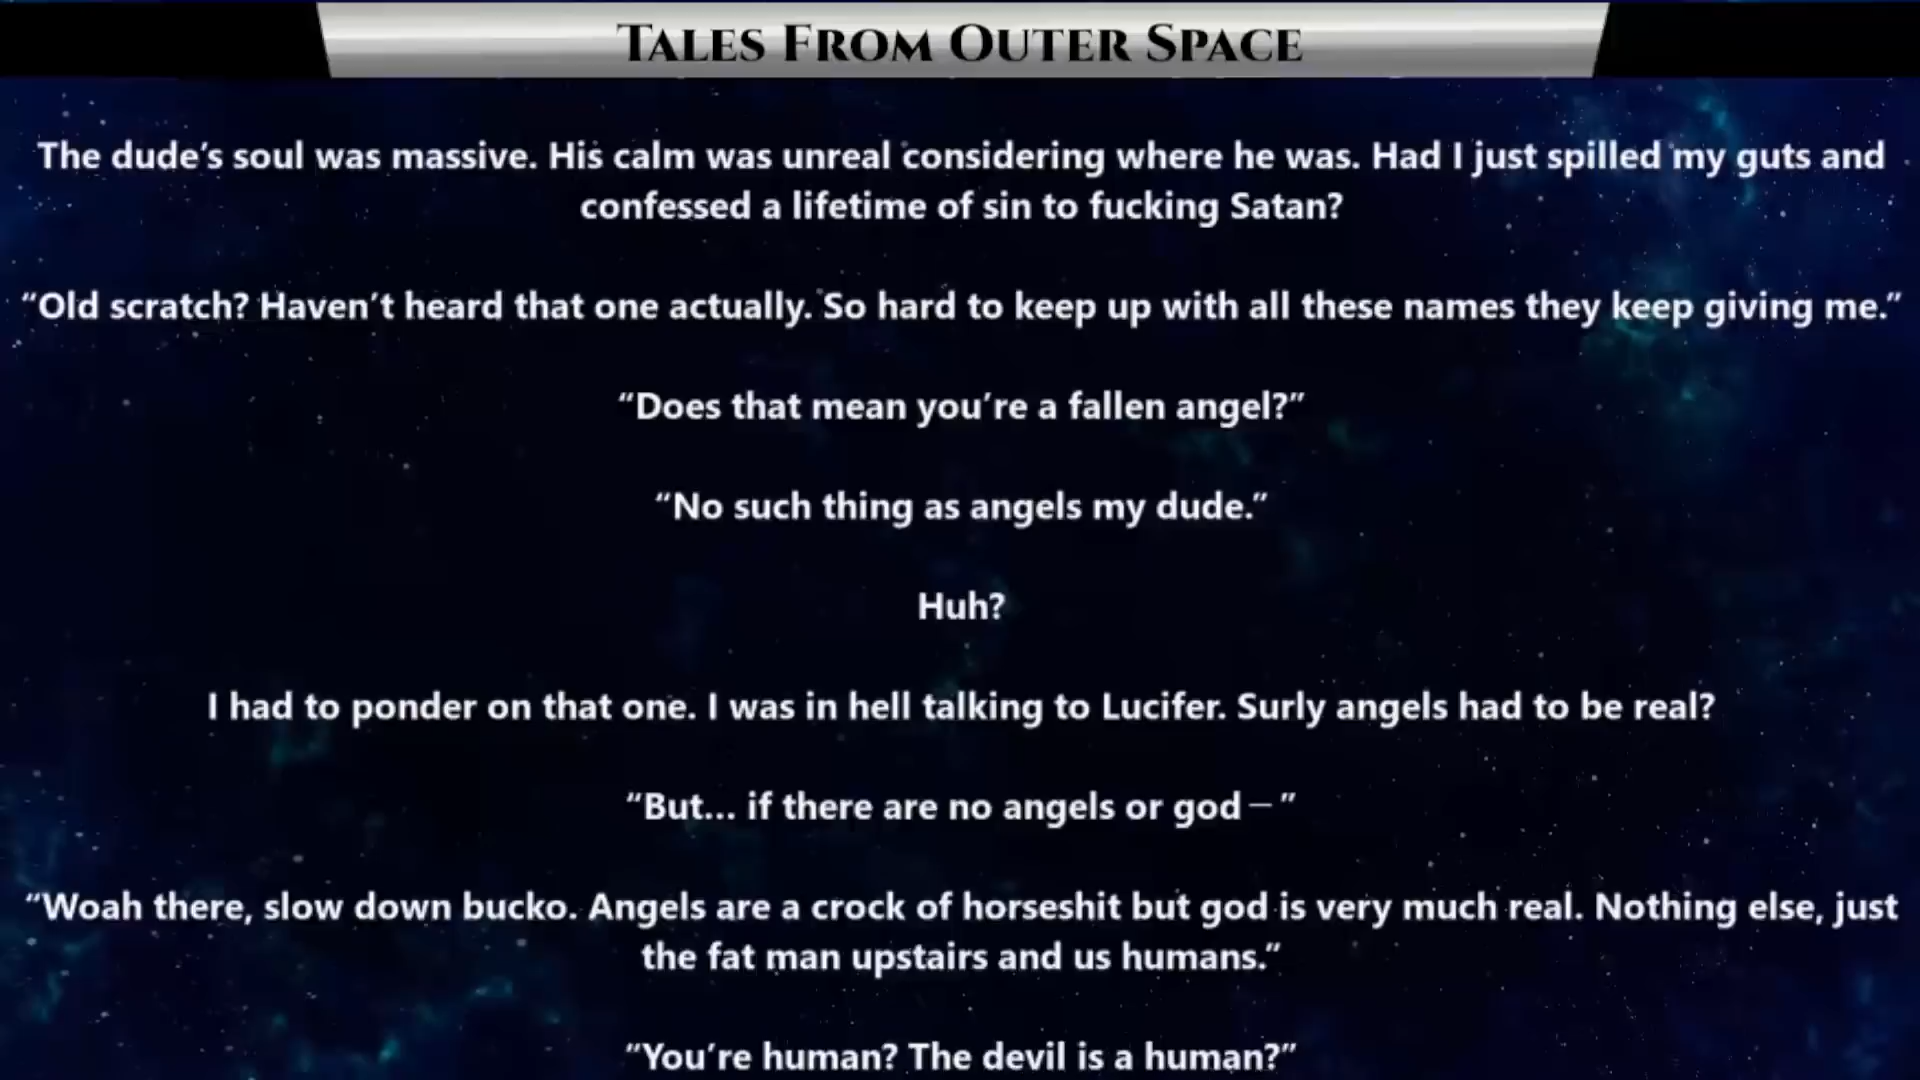 Tales From Outer Space
The dude’s soul was massive. His calm was unreal considering where he was. Had I just spilled my guts and
confessed a lifetime of sin to fucking Satan?
“Old scratch? Haven’t heard that one actually. So hard to keep up with all these names they keep giving me.”
“Does that mean you’re a fallen angel?”
“No such thing as angels my dude.”
Huh?
I had to ponder on that one. I was in hell talking to Lucifer. Surly angels had to be real?
“But... if there are no angels or god – ”
“Woah there, slow down bucko. Angels are a crock of horseshit but god is very much real. Nothing else, just
the fat man upstairs and us humans.”
“You’re human? The devil is a human?”